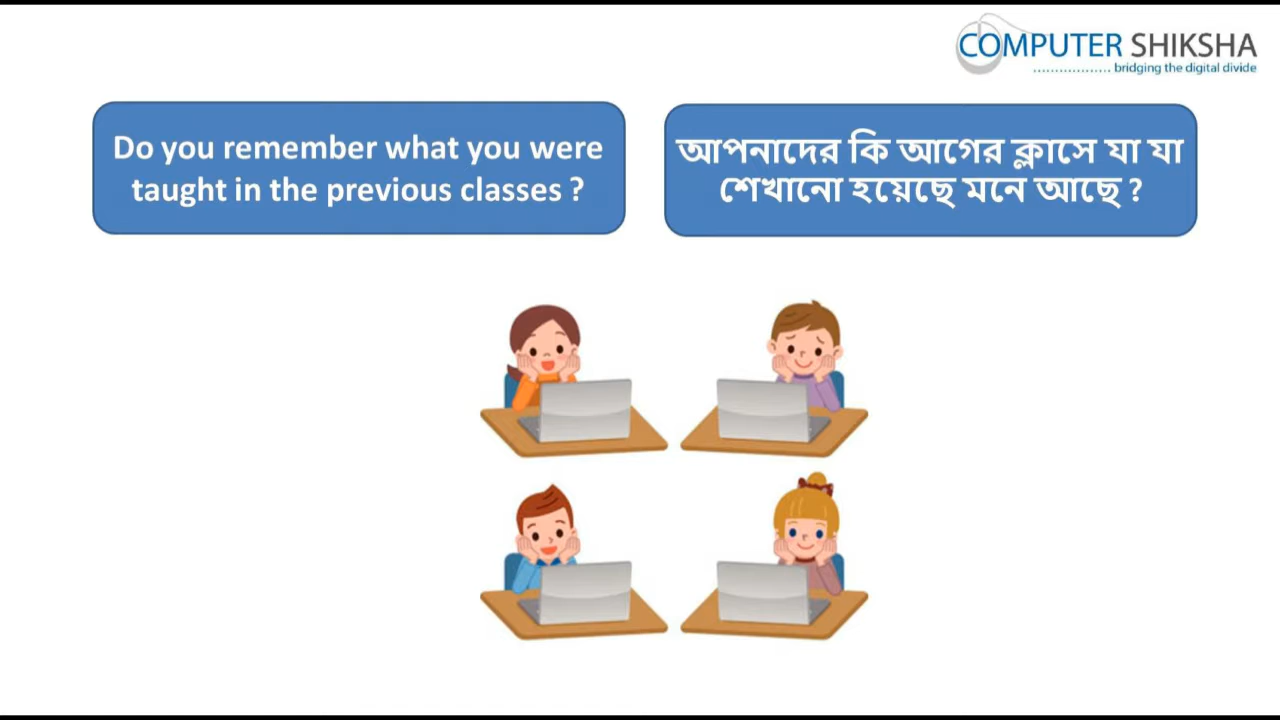 COMPUTER SHIKSHA
.................. bridging the digital divide
Do you remember what you were
taught in the previous classes ?
আপনাদের কি আগের ক্লাসে যা যা
শেখানো হয়েছে মনে আছে ?